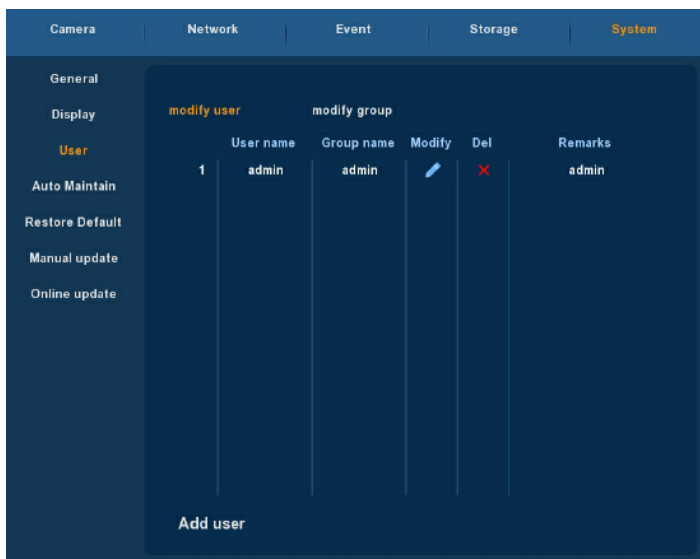 Camera Network Event Storage System
General
Display
User
Auto Maintain
Restore Default
Manual update
Online update
modify user modify group
User name Group name Modify Del Remarks
1 admin admin admin
Add user